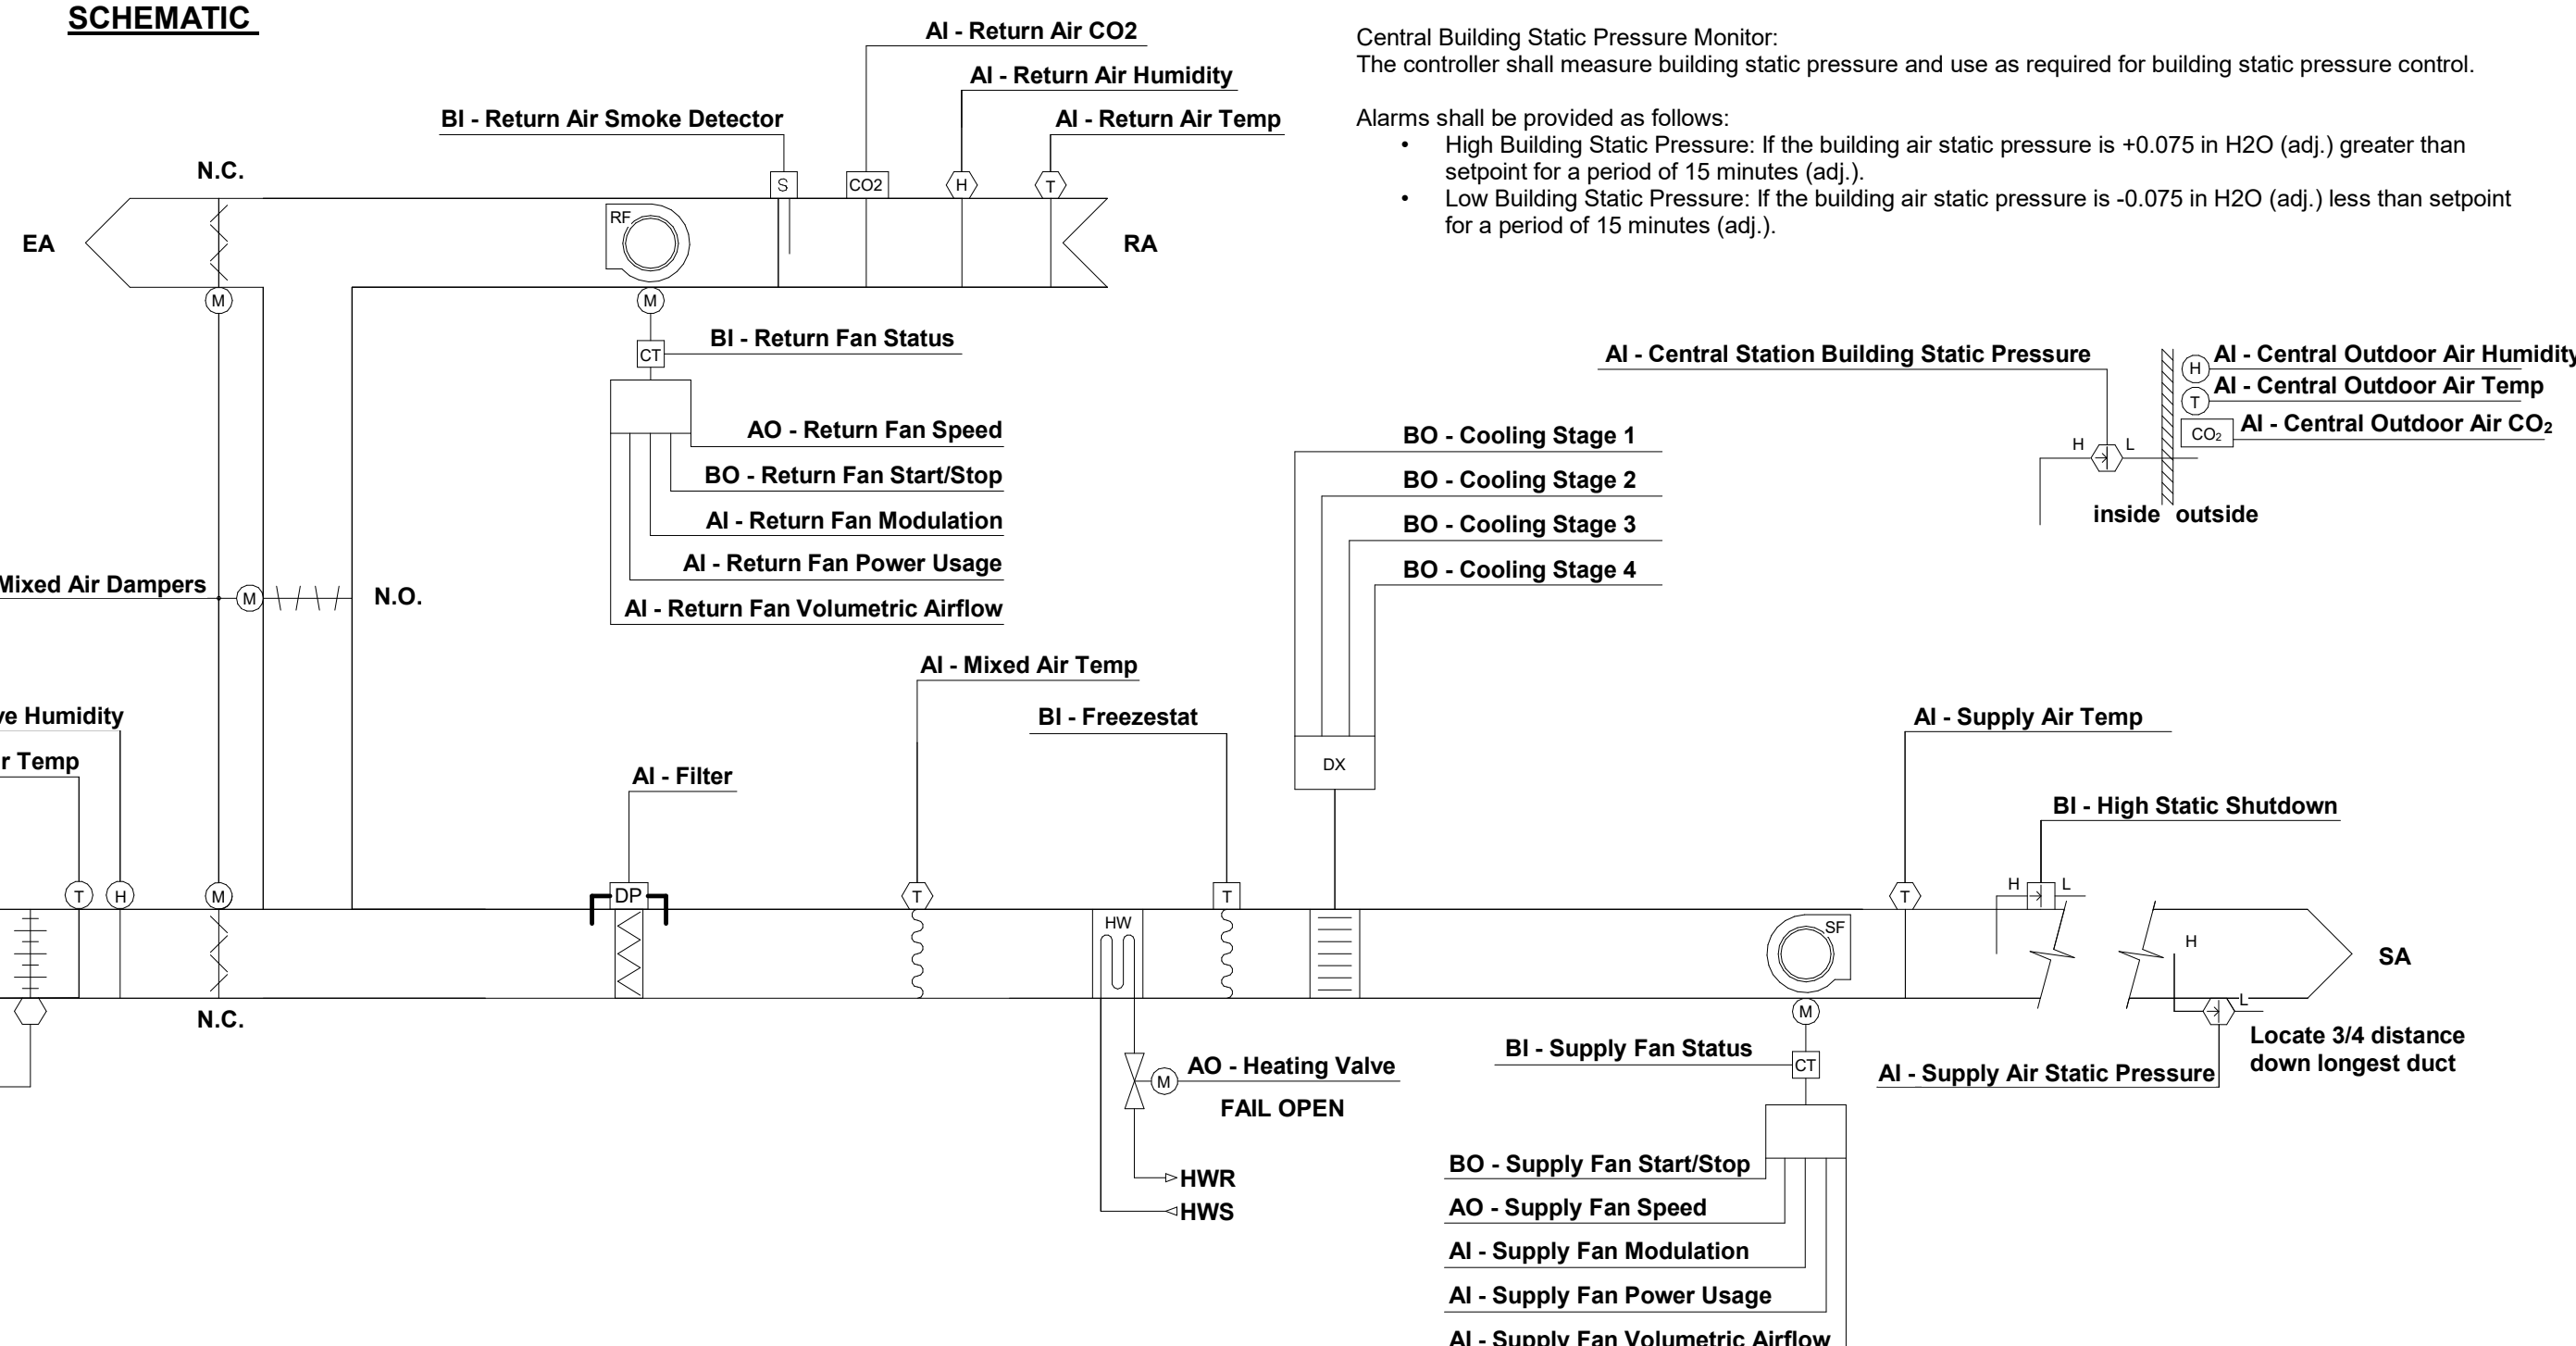 SCHEMATIC
AI - Return Air CO2
AI - Return Air Humidity
BI - Return Air Smoke Detector
AI - Return Air Temp
Central Building Static Pressure Monitor:
The controller shall measure building static pressure and use as required for building static pressure control.
Alarms shall be provided as follows:
• High Building Static Pressure: If the building air static pressure is +0.075 in H2O (adj.) greater than
setpoint for a period of 15 minutes (adj.).
• Low Building Static Pressure: If the building air static pressure is -0.075 in H2O (adj.) less than setpoint
for a period of 15 minutes (adj.).
N.C.
S
CO2
H
T
EA
RF
RA
M
M
BI - Return Fan Status
CT
AO - Return Fan Speed
BO - Return Fan Start/Stop
AI - Return Fan Modulation
AI - Return Fan Power Usage
AI - Return Fan Volumetric Airflow
AI - Central Station Building Static Pressure
H
AI - Central Outdoor Air Humidity
T
AI - Central Outdoor Air Temp
CO₂
AI - Central Outdoor Air CO₂
H
L
inside
outside
BO - Cooling Stage 1
BO - Cooling Stage 2
BO - Cooling Stage 3
BO - Cooling Stage 4
Mixed Air Dampers
M
N.O.
AI - Mixed Air Temp
BI - Freezestat
AI - Supply Air Temp
Humidity
Temp
AI - Filter
DX
BI - High Static Shutdown
T
H
M
DP
T
T
T
H
L
HW
SF
H
SA
N.C.
M
L
Locate 3/4 distance
down longest duct
BI - Supply Fan Status
CT
AI - Supply Air Static Pressure
M
AO - Heating Valve
FAIL OPEN
HWR
HWS
BO - Supply Fan Start/Stop
AO - Supply Fan Speed
AI - Supply Fan Modulation
AI - Supply Fan Power Usage
AI - Supply Fan Volumetric Airflow